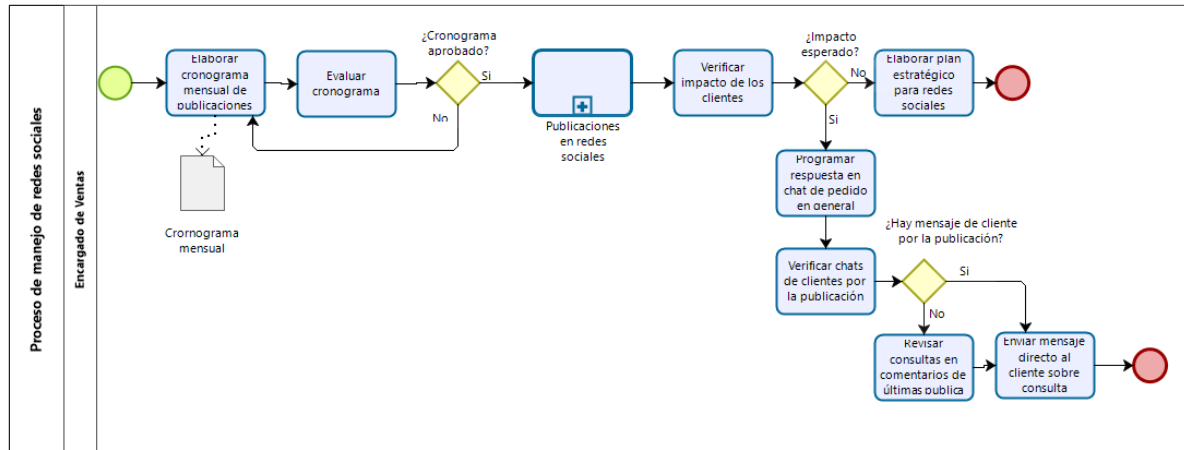 Proceso de manejo de redes sociales
Encargado de Ventas
Elaborar
cronograma
mensual de
publicaciones
Crornograma
mensual
Evaluar
cronograma
¿Cronograma
aprobado?
Si
No
Publicaciones
en redes
sociales
Verificar
impacto de los
clientes
¿Impacto
esperado?
No
Si
Elaborar plan
estratégico
para redes
sociales
Programar
respuesta en
chat de pedido
en general
Verificar chats
de clientes por
la publicación
¿Hay mensaje de cliente
por la publicación?
Si
No
Revisar
consultas en
comentarios de
últimas publica
Enviar mensaje
directo al
cliente sobre
consulta